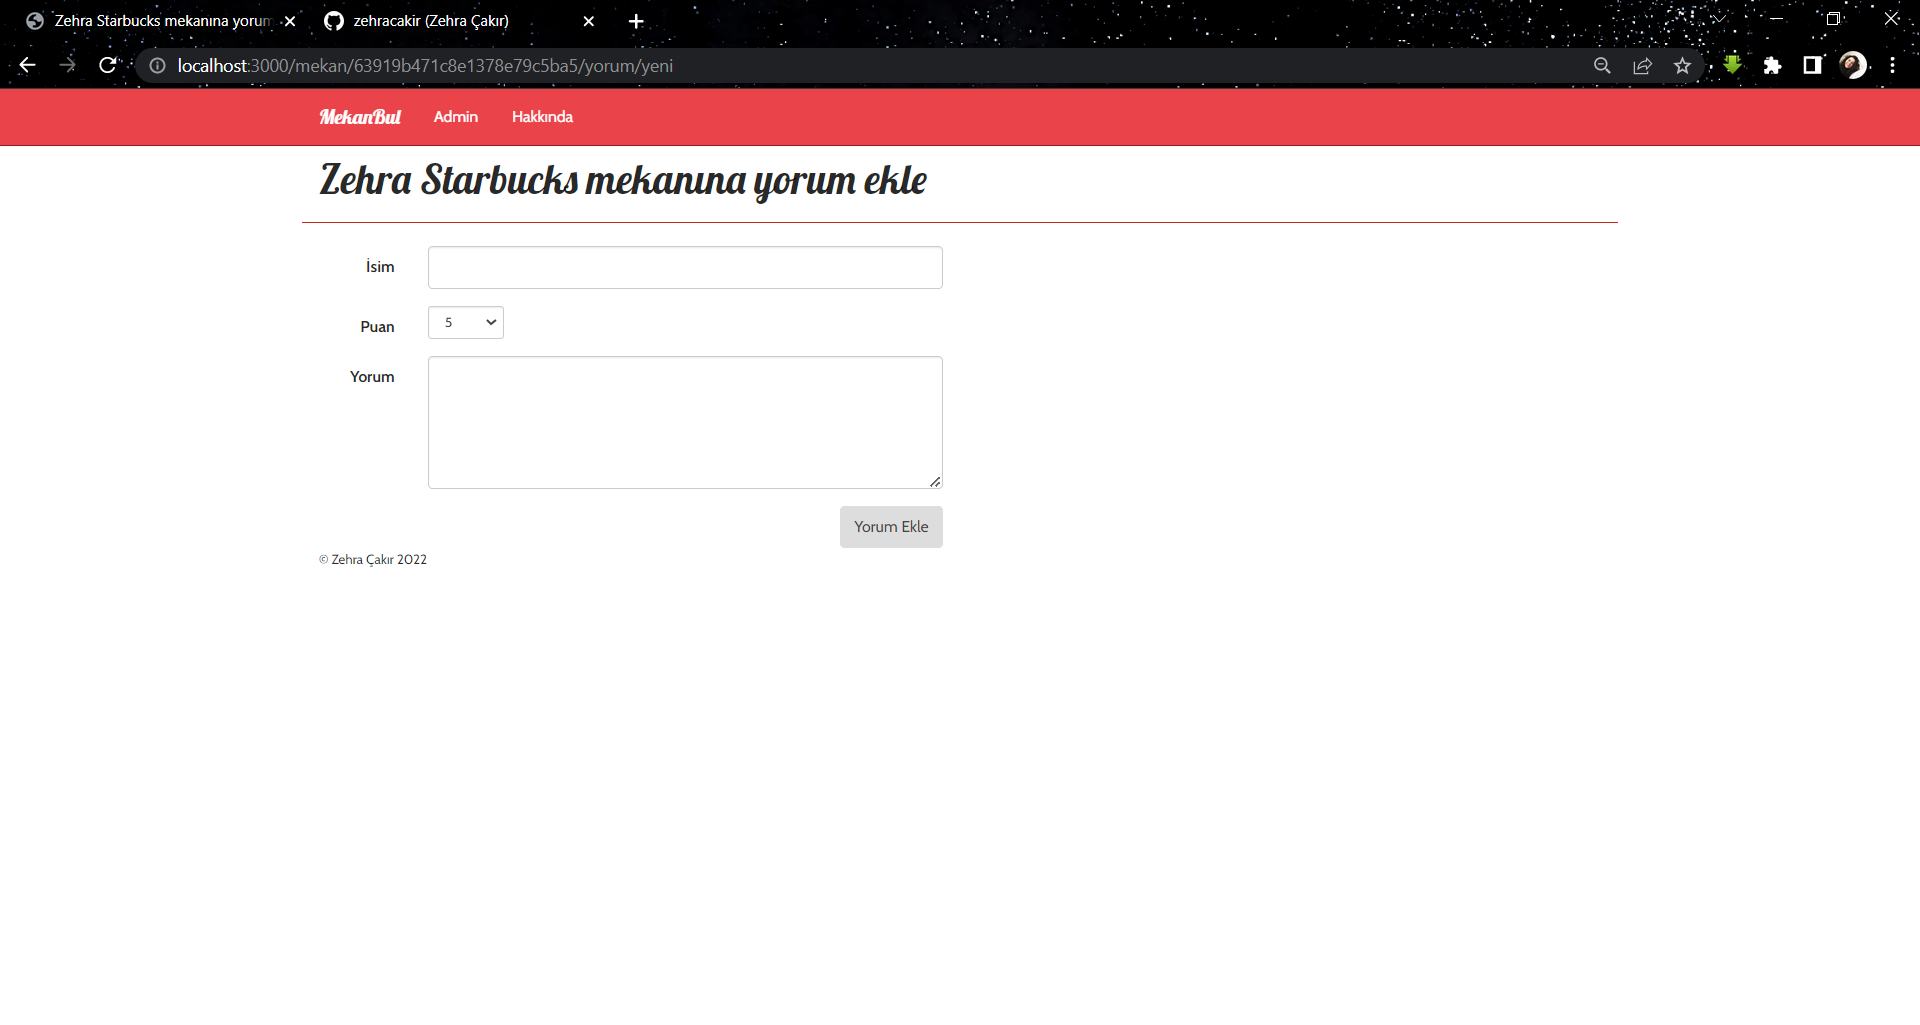 Zehra Starbucks mekanına yorum
zehracakir (Zehra Çakır)
localhost:3000/mekan/63919b471c8e1378e79c5ba5/yorum/yeni
MekanBul Admin Hakkında
Zehra Starbucks mekanına yorum ekle
İsim
Puan 5
Yorum
Yorum Ekle
© Zehra Çakır 2022